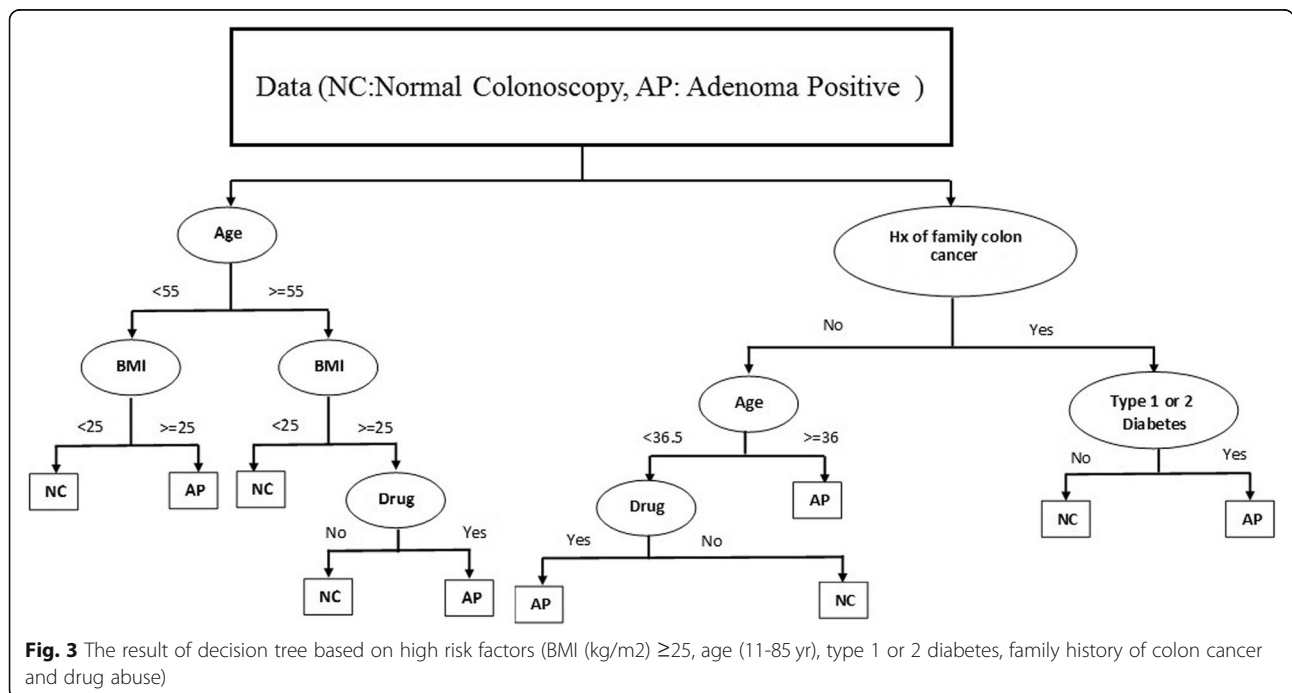 Data (NC:Normal Colonoscopy, AP: Adenoma Positive )
Age
Hx of family colon
cancer
<55 >=55
No Yes
BMI BMI
Age
Type 1 or 2
Diabetes
<25 >=25 <25 >=25
<36.5 >=36
No Yes
NC AP NC
Drug
Drug
AP
NC AP
No Yes
Yes No
NC AP
AP NC
Fig. 3 The result of decision tree based on high risk factors (BMI (kg/m2) ≥25, age (11-85 yr), type 1 or 2 diabetes, family history of colon cancer
and drug abuse)